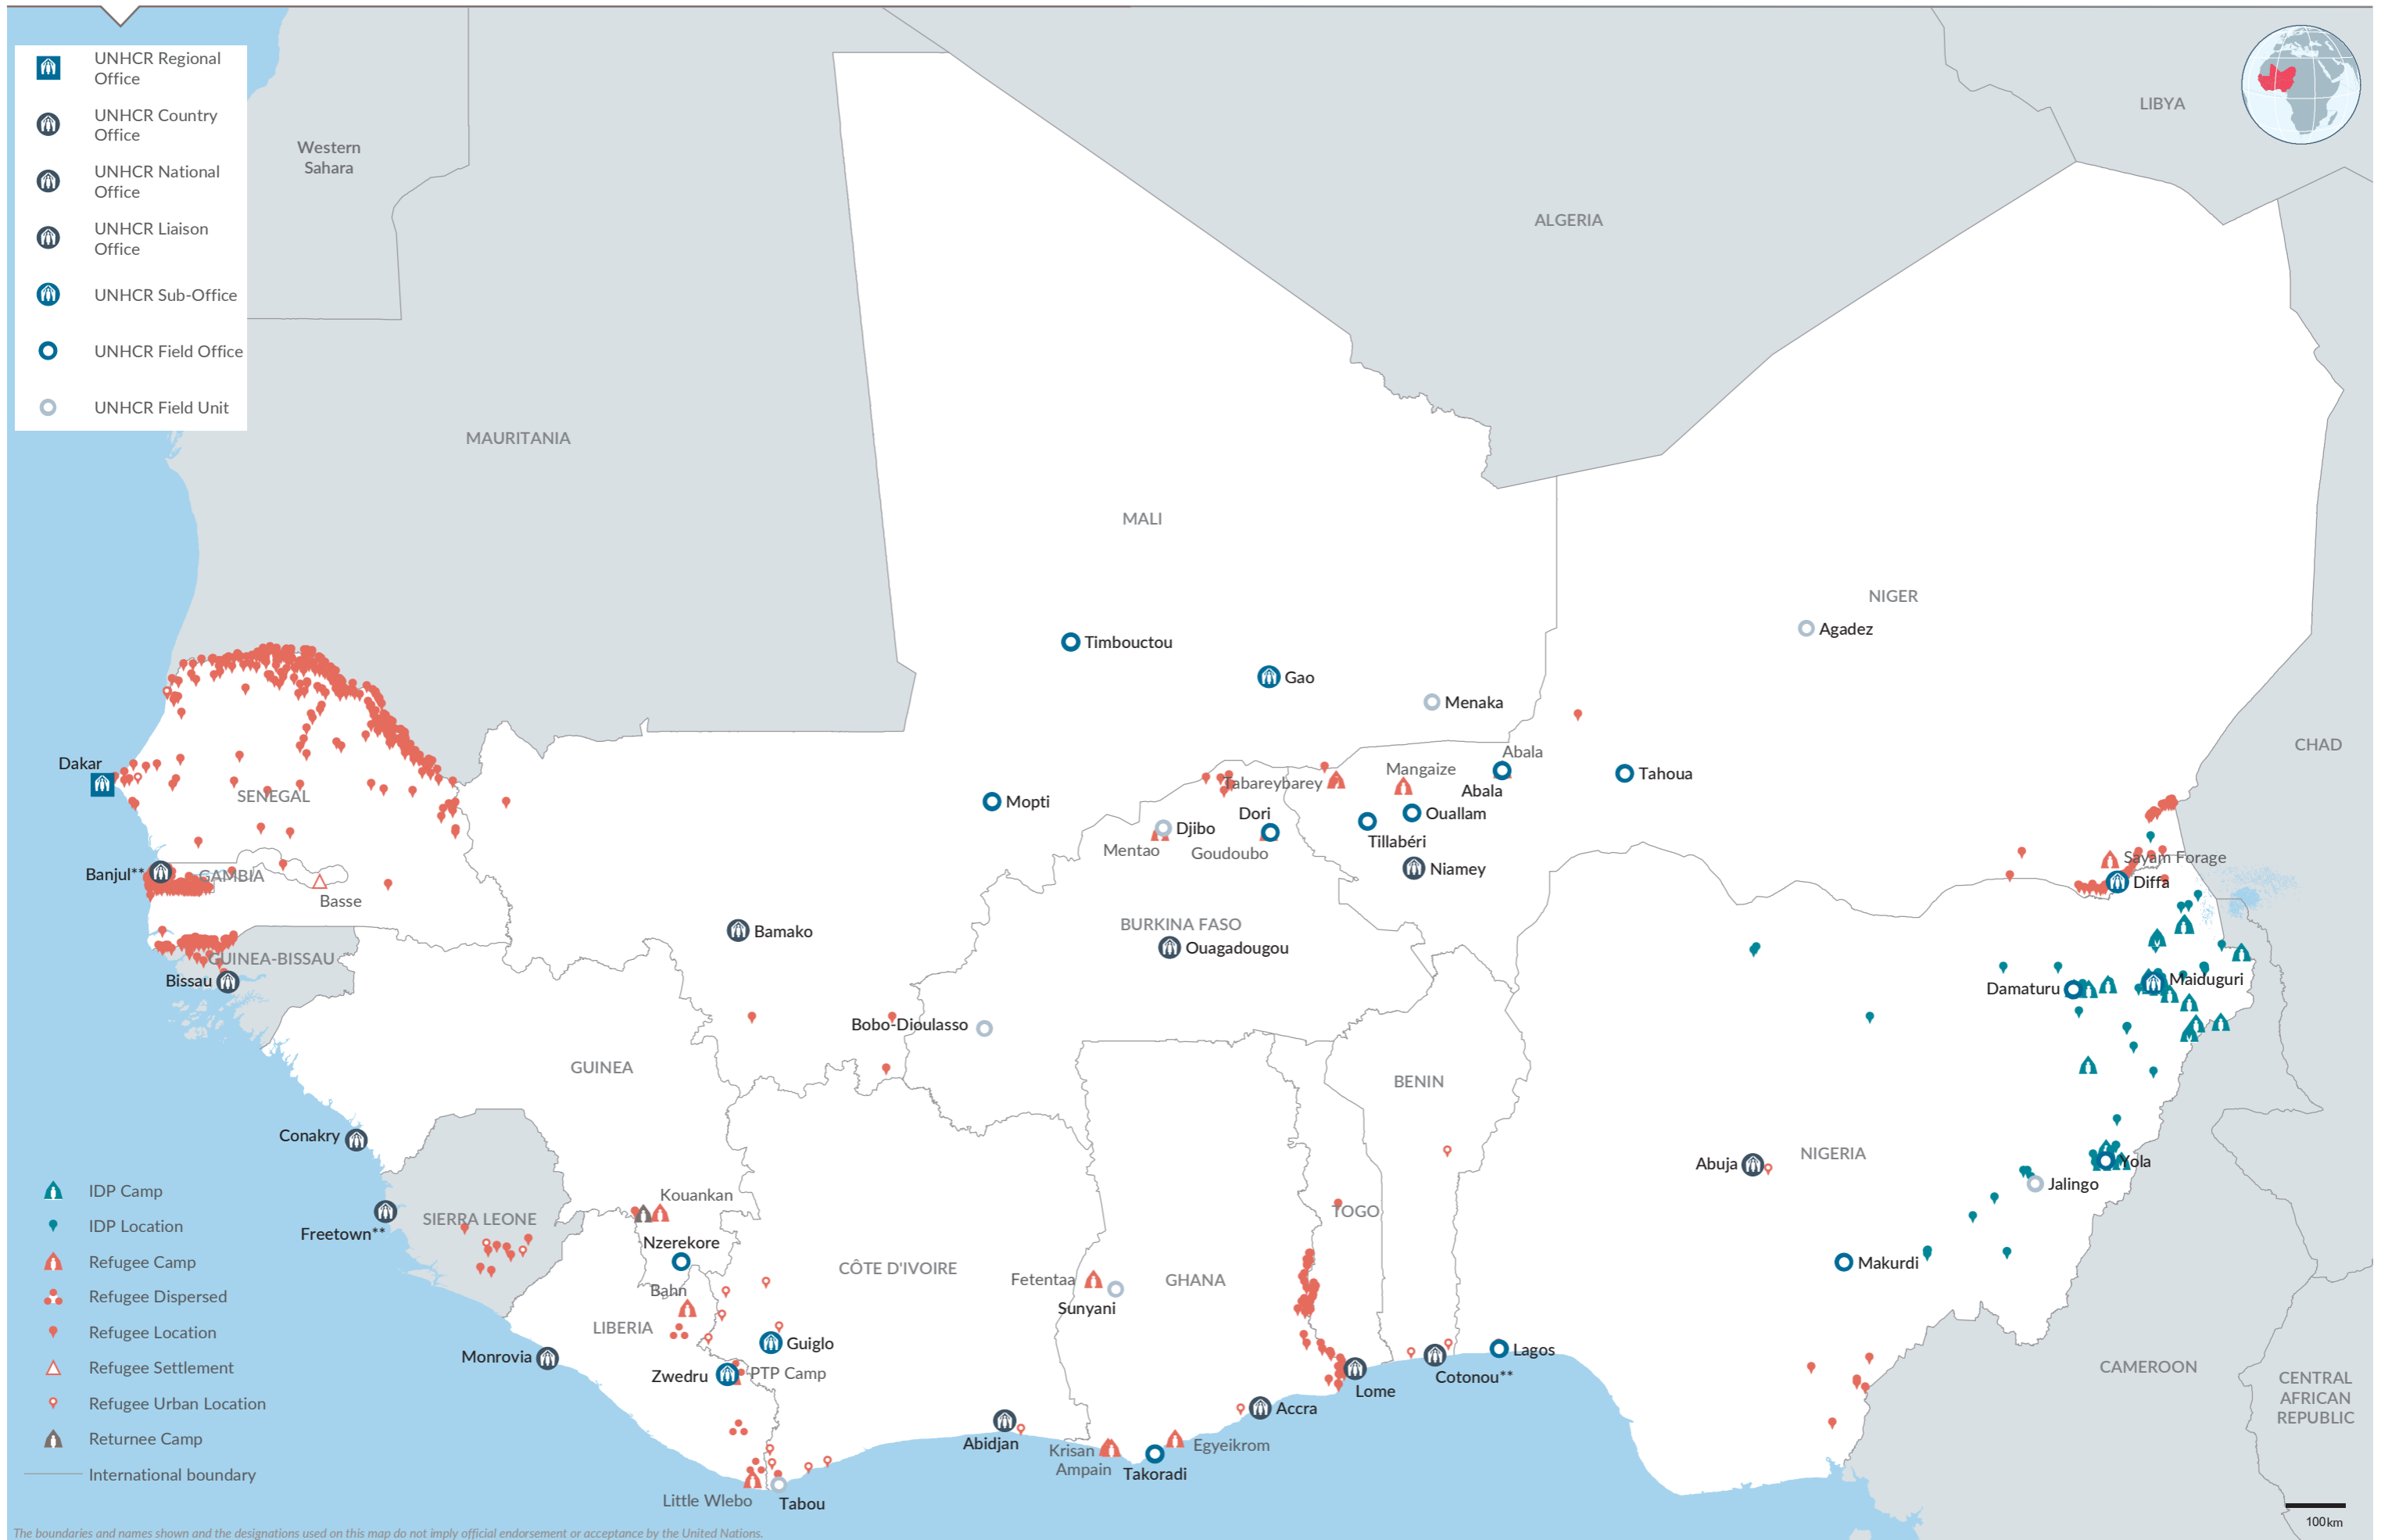 UNHCR Regional
Office
UNHCR Country
Office
UNHCR National
Office
UNHCR Liaison
Office
UNHCR Sub-Office
UNHCR Field Office
UNHCR Field Unit
Western
Sahara
LIBYA
ALGERIA
MAURITANIA
MALI
NIGER
Agadez
Timbouctou
Gao
Menaka
CHAD
Abala
Dakar
Mangaize
Tahoua
Tabareybarey
Abala
SENEGAL
Mopti
Dori
Ouallam
Djibo
Tillabéri
Mentao
Goudoubo
Sayam Forage
Niamey
Banjul**
GAMBIA
Diffa
Basse
BURKINA FASO
Bamako
Ouagadougou
GUINEA-BISSAU
Bissau
Maiduguri
Damaturu
Bobo-Dioulasso
GUINEA
BENIN
Conakry
NIGERIA
Yola
Abuja
Jalingo
Kouankan
TOGO
SIERRA LEONE
Freetown**
Nzerekore
Makurdi
CÔTE D'IVOIRE
Fetentaa
GHANA
Bahn
Sunyani
LIBERIA
Guiglo
Lagos
Monrovia
CAMEROON
Zwedru
PTP Camp
Cotonou**
CENTRAL
AFRICAN
REPUBLIC
Lome
Accra
Abidjan
Krisan
Egyeikrom
Ampain
Takoradi
Little Wlebo
Tabou
IDP Camp
IDP Location
Refugee Camp
Refugee Dispersed
Refugee Location
Refugee Settlement
Refugee Urban Location
Returnee Camp
International boundary
100km
The boundaries and names shown and the designations used on this map do not imply official endorsement or acceptance by the United Nations.